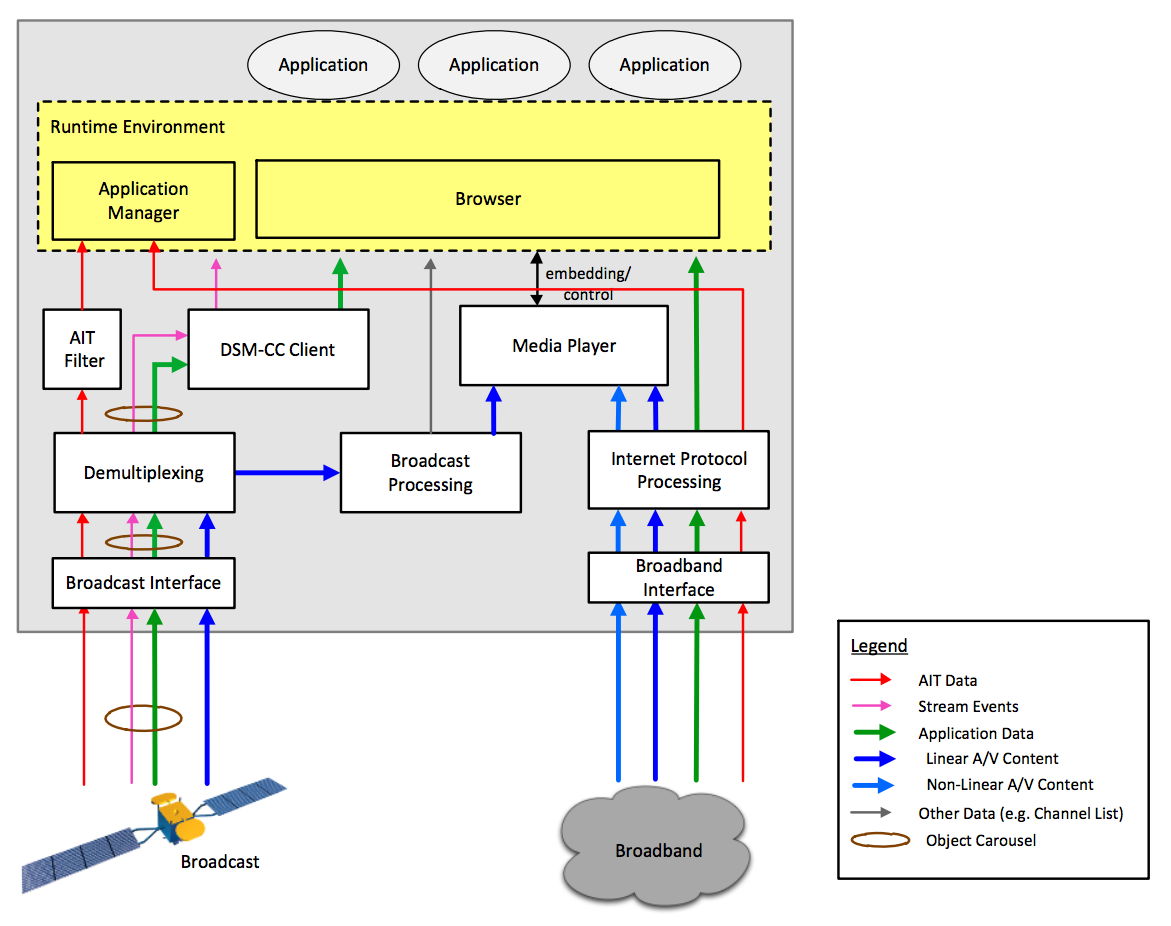 Application
Application
Application
Runtime Environment
Application
Manager
Browser
embedding/
control
AIT
Filter
DSM-CC Client
Media Player
Demultiplexing
Broadcast
Processing
Internet Protocol
Processing
Broadcast Interface
Broadband
Interface
Broadcast
Broadband
Legend
AIT Data
Stream Events
Application Data
Linear A/V Content
Non-Linear A/V Content
Other Data (e.g. Channel List)
Object Carousel